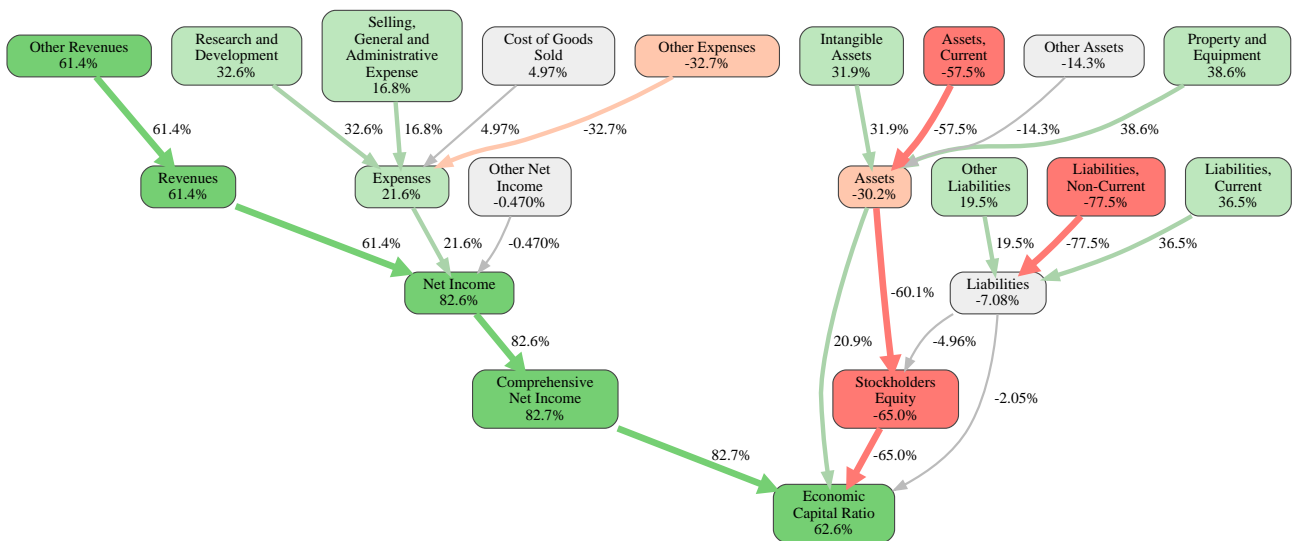 Other Revenues
61.4%
Research and
Development
32.6%
Selling,
General and
Administrative
Expense
16.8%
Cost of Goods
Sold
4.97%
Other Expenses
-32.7%
Intangible
Assets
31.9%
Assets,
Current
-57.5%
Other Assets
-14.3%
Property and
Equipment
38.6%
61.4%
32.6%
16.8%
4.97%
-32.7%
31.9%
-57.5%
-14.3%
38.6%
Revenues
61.4%
Expenses
21.6%
Other Net
Income
-0.470%
Assets
-30.2%
Other
Liabilities
19.5%
Liabilities,
Non-Current
-77.5%
Liabilities,
Current
36.5%
61.4%
21.6%
-0.470%
19.5%
-77.5%
36.5%
Net Income
82.6%
Liabilities
-7.08%
-60.1%
82.6%
20.9%
-4.96%
Comprehensive
Net Income
82.7%
Stockholders
Equity
-65.0%
-2.05%
82.7%
-65.0%
Economic
Capital Ratio
62.6%